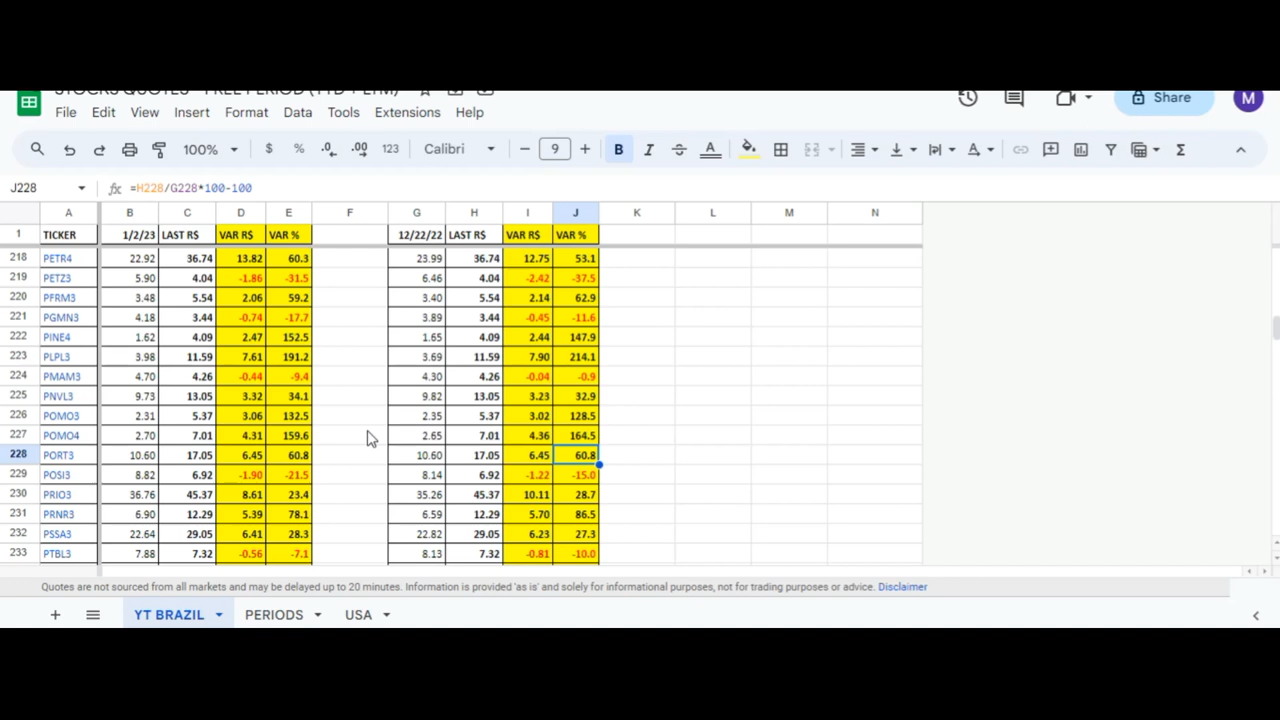 STOCKS QUOTES - FREE PERIOD (YTD + LTM)
File Edit View Insert Format Data Tools Extensions Help
Share M
100% $ % .0 .00 123 Calibri - 9 + B I A Σ
J228 fx =H228/G228*100-100
A B C D E F G H I J K L M N
1 TICKER 1/2/23 LAST R$ VAR R$ VAR % 12/22/22 LAST R$ VAR R$ VAR %
218 PETR4 22.92 36.74 13.82 60.3 23.99 36.74 12.75 53.1
219 PETZ3 5.90 4.04 -1.86 -31.5 6.46 4.04 -2.42 -37.5
220 PFRM3 3.48 5.54 2.06 59.2 3.40 5.54 2.14 62.9
221 PGMN3 4.18 3.44 -0.74 -17.7 3.89 3.44 -0.45 -11.6
222 PINE4 1.62 4.09 2.47 152.5 1.65 4.09 2.44 147.9
223 PLPL3 3.98 11.59 7.61 191.2 3.69 11.59 7.90 214.1
224 PMAM3 4.70 4.26 -0.44 -9.4 4.30 4.26 -0.04 -0.9
225 PNVL3 9.73 13.05 3.32 34.1 9.82 13.05 3.23 32.9
226 POMO3 2.31 5.37 3.06 132.5 2.35 5.37 3.02 128.5
227 POMO4 2.70 7.01 4.31 159.6 2.65 7.01 4.36 164.5
228 PORT3 10.60 17.05 6.45 60.8 10.60 17.05 6.45 60.8
229 POSI3 8.82 6.92 -1.90 -21.5 8.14 6.92 -1.22 -15.0
230 PRIO3 36.76 45.37 8.61 23.4 35.26 45.37 10.11 28.7
231 PRNR3 6.90 12.29 5.39 78.1 6.59 12.29 5.70 86.5
232 PSSA3 22.64 29.05 6.41 28.3 22.82 29.05 6.23 27.3
233 PTBL3 7.88 7.32 -0.56 -7.1 8.13 7.32 -0.81 -10.0
Quotes are not sourced from all markets and may be delayed up to 20 minutes. Information is provided 'as is' and solely for informational purposes, not for trading purposes or advice. Disclaimer
+ YT BRAZIL PERIODS USA